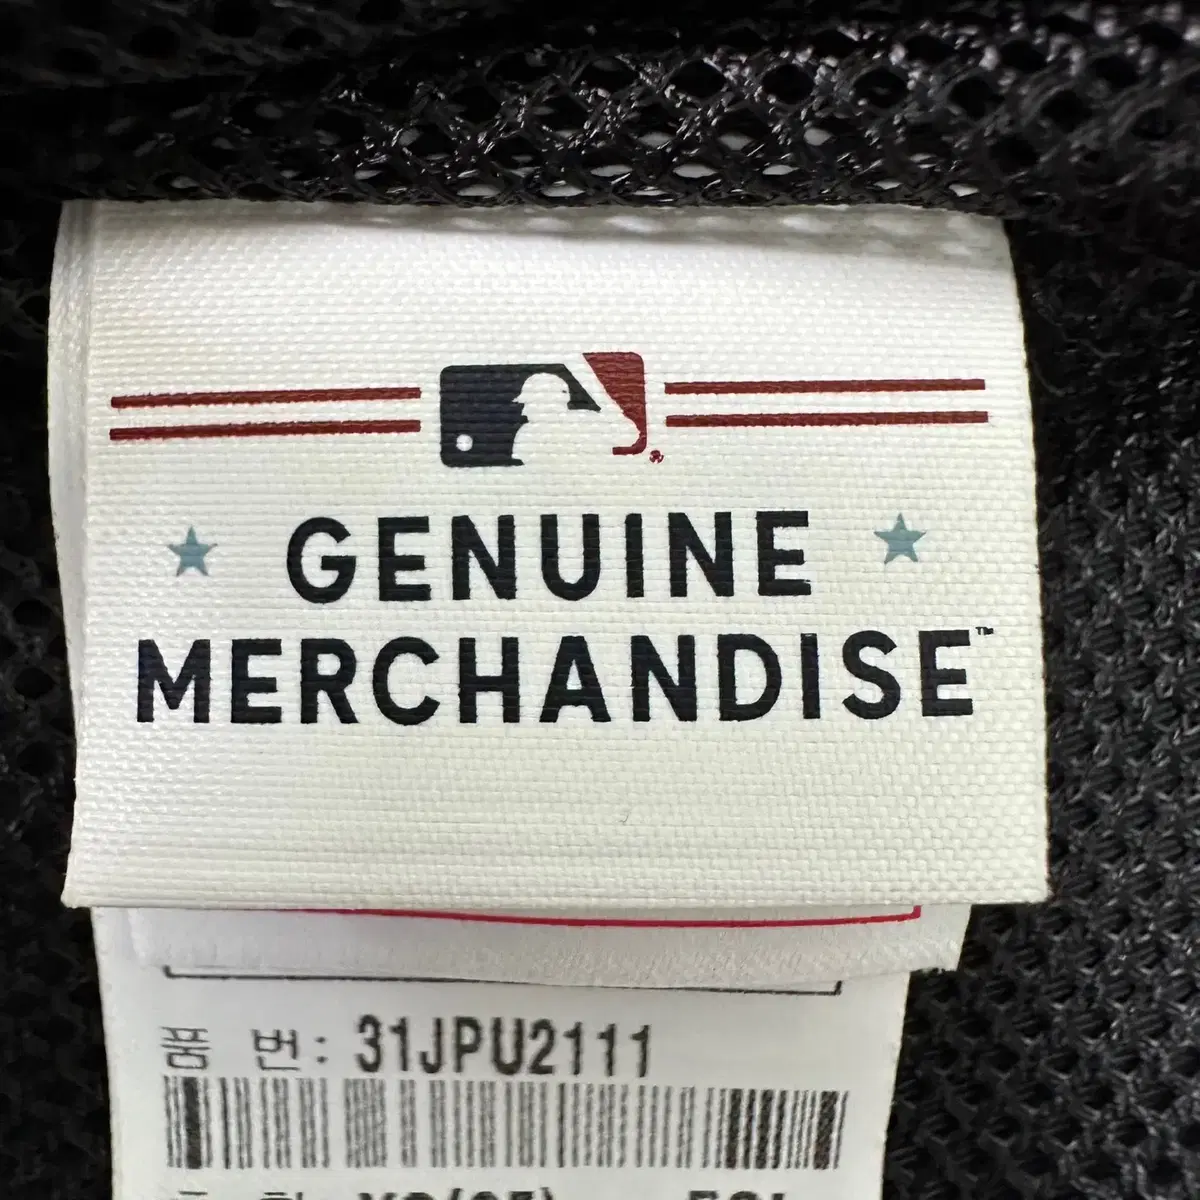 GENUINE
MERCHANDISE™
품 번: 31JPU2111